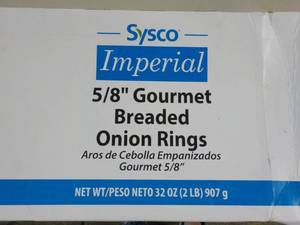 Sysco
Imperial
5/8" Gourmet
Breaded
Onion Rings
Aros de Cebolla Empanizados
Gourmet 5/8"
NET WT/PESO NETO 32 OZ (2 LB) 907 g